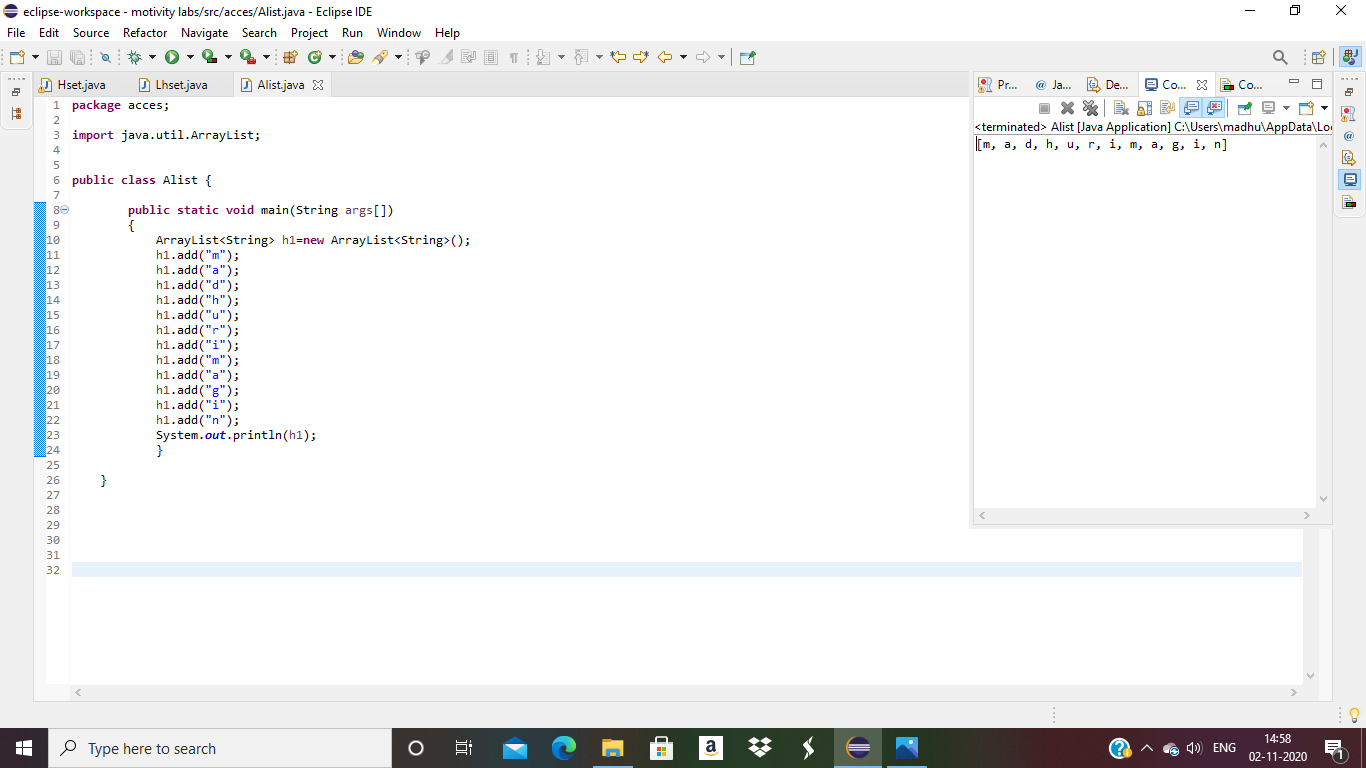 eclipse-workspace - motivity labs/src/acces/Alist.java - Eclipse IDE
File Edit Source Refactor Navigate Search Project Run Window Help
Hset.java Lhset.java Alist.java
Pr... Ja... De... Co... Co...
<terminated> Alist [Java Application] C:\Users\madhu\AppData\Loc
[m, a, d, h, u, r, i, m, a, g, i, n]
1 package acces;
2
3 import java.util.ArrayList;
4
5
6 public class Alist {
7
8 public static void main(String args[])
9 {
10 ArrayList<String> h1=new ArrayList<String>();
11 h1.add("m");
12 h1.add("a");
13 h1.add("d");
14 h1.add("h");
15 h1.add("u");
16 h1.add("r");
17 h1.add("i");
18 h1.add("m");
19 h1.add("a");
20 h1.add("g");
21 h1.add("i");
22 h1.add("n");
23 System.out.println(h1);
24 }
25
26 }
27
28
29
30
31
32
Type here to search
ENG
14:58
02-11-2020
1